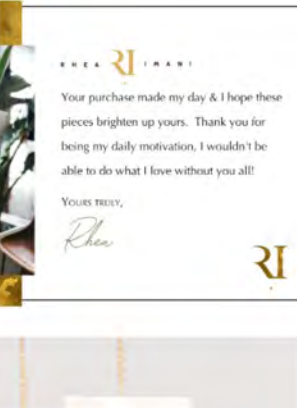 RHEA RI IMANI
Your purchase made my day & I hope these
pieces brighten up yours. Thank you for
being my daily motivation, I wouldn't be
able to do what I love without you all!
YOURS TRULY,
Rhea
RI